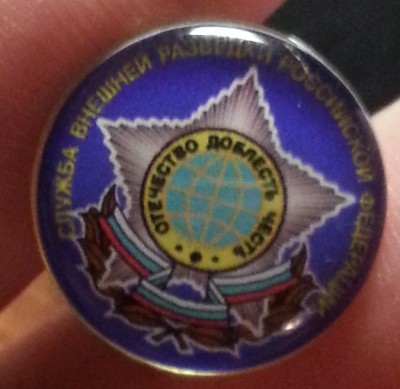 СЛУЖБА ВНЕШНЕЙ РАЗВЕДКИ РОССИЙСКОЙ ФЕДЕРАЦИИ
ОТЕЧЕСТВО ДОБЛЕСТЬ ЧЕСТЬ